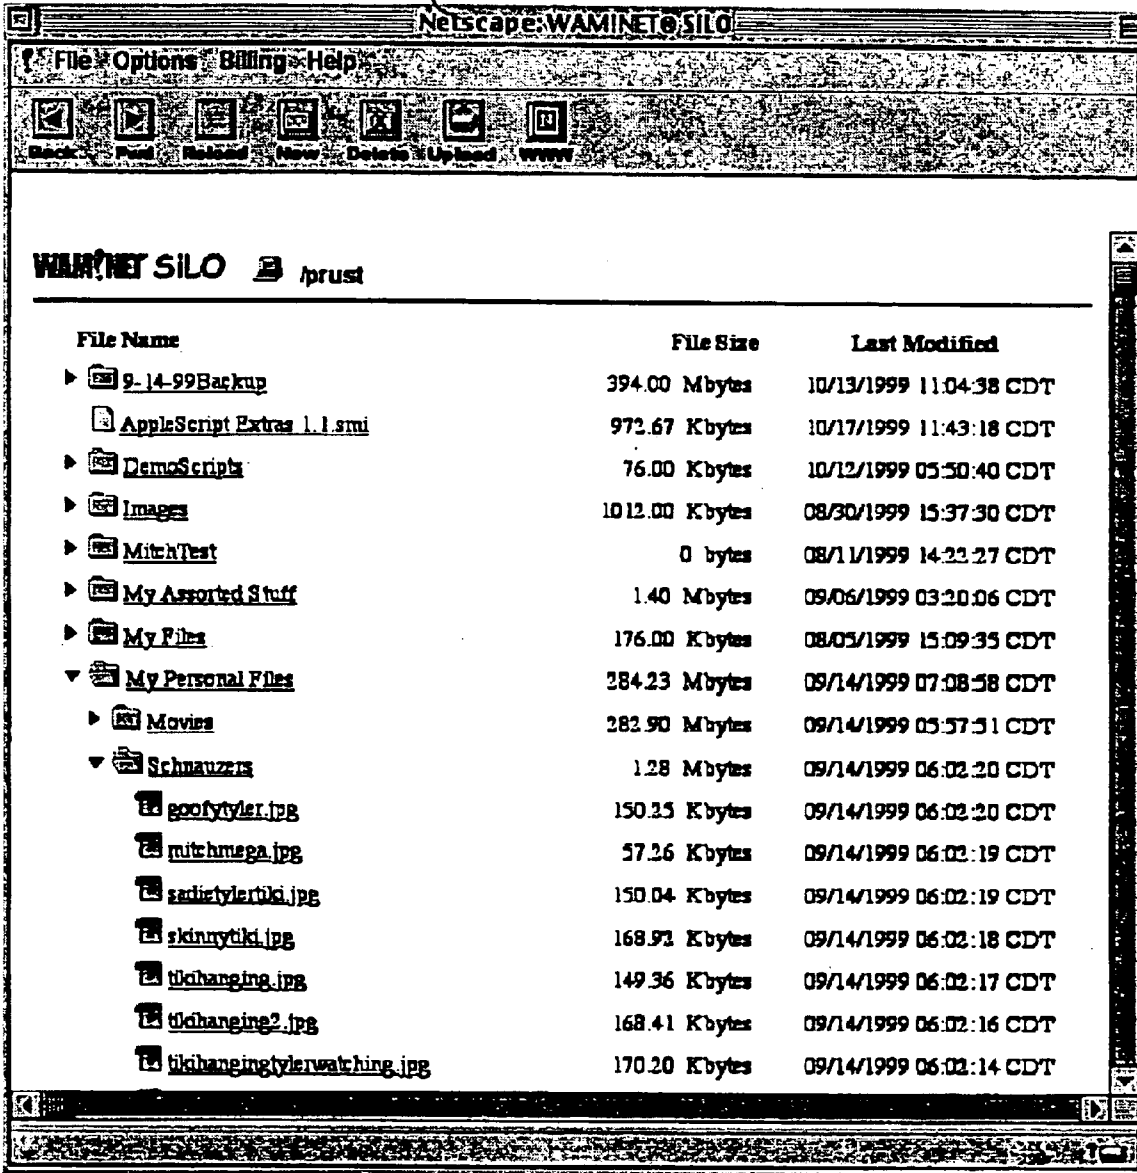 Netscape:WAM!NET® SILO
File Options Billing Help
Back Fwd Reload New Delete Upload WWW
WAM!NET SILO /prust
File Name File Size Last Modified
9-14-99Backup 394.00 Mbytes 10/13/1999 11:04:38 CDT
AppleScript Extras 1.1.smi 972.67 Kbytes 10/17/1999 11:43:18 CDT
DemoScripts 76.00 Kbytes 10/12/1999 05:50:40 CDT
Images 1012.00 Kbytes 08/30/1999 15:37:30 CDT
MitchTest 0 bytes 08/11/1999 14:22:27 CDT
My Assorted Stuff 1.40 Mbytes 09/06/1999 03:20:06 CDT
My Files 176.00 Kbytes 08/05/1999 15:09:35 CDT
My Personal Files 284.23 Mbytes 09/14/1999 07:08:58 CDT
Movies 282.90 Mbytes 09/14/1999 05:57:51 CDT
Schnauzers 1.28 Mbytes 09/14/1999 06:02:20 CDT
goofytyler.jpg 150.25 Kbytes 09/14/1999 06:02:20 CDT
mitchmega.jpg 57.26 Kbytes 09/14/1999 06:02:19 CDT
sadietylertiki.jpg 150.04 Kbytes 09/14/1999 06:02:19 CDT
skinnytiki.jpg 168.92 Kbytes 09/14/1999 06:02:18 CDT
tikihanging.jpg 149.36 Kbytes 09/14/1999 06:02:17 CDT
tikihanging2.jpg 168.41 Kbytes 09/14/1999 06:02:16 CDT
tikihangingtylerwatching.jpg 170.20 Kbytes 09/14/1999 06:02:14 CDT